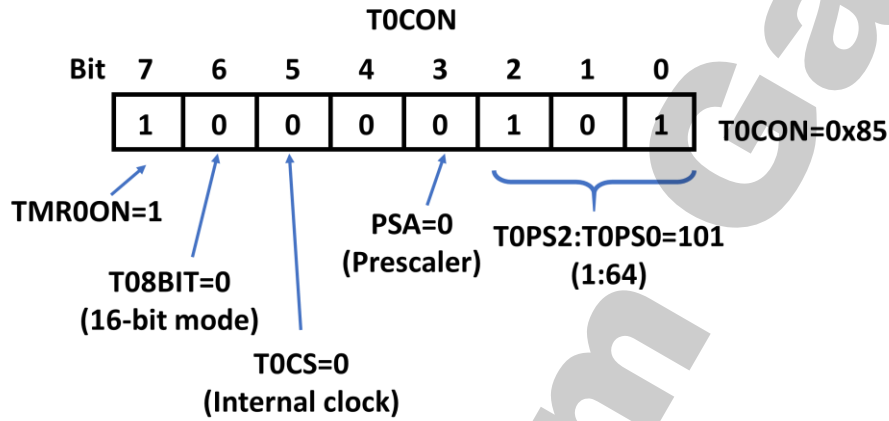 T0CON
Bit 7 6 5 4 3 2 1 0
1 0 0 0 0 1 0 1
T0CON=0x85
TMR0ON=1
PSA=0
(Prescaler)
T0PS2:T0PS0=101
(1:64)
T08BIT=0
(16-bit mode)
T0CS=0
(Internal clock)